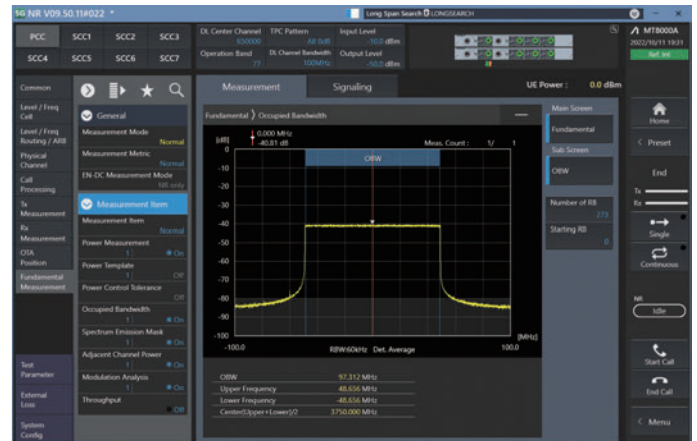 5G NR V09.50.11#022 *
Long Span Search LONGSEARCH
PCC SCC1 SCC2 SCC3
SCC4 SCC5 SCC6 SCC7
DL Center Channel TPC Pattern Input Level
650000 All 0dB -10.0 dBm
Operation Band DL Channel Bandwidth Output Level
77 100MHz -50.0 dBm
MT8000A
2022/10/11 19:31
Ref. Int
Common
Level / Freq
Cell
Level / Freq
Routing / ARB
Physical
Channel
Call
Processing
Tx
Measurement
Rx
Measurement
OTA
Position
Fundamental
Measurement
Test
Parameter
External
Loss
System
Config
General
Measurement Mode
Normal
Measurement Metric
Normal
EN-DC Measurement Mode
NR only
Measurement Item
Measurement Item
Normal
Power Measurement
1 On
Power Template
1 Off
Power Control Tolerance
Off
Occupied Bandwidth
1 On
Spectrum Emission Mask
1 On
Adjacent Channel Power
1 On
Modulation Analysis
1 On
Throughput
Off
Measurement Signaling
UE Power : 0.0 dBm
Fundamental Occupied Bandwidth
[dB] 0.000 MHz
-40.81 dB
Meas. Count : 1/ 1
OBW
0
-10
-20
-30
-40
-50
-60
-70
-80
-90
-100
[MHz]
-100.0 RBW:60kHz Det. Average 100.0
OBW 97.312 MHz
Upper Frequency 48.656 MHz
Lower Frequency -48.656 MHz
Center(Upper+Lower)/2 3750.000 MHz
Main Screen
Fundamental
Sub Screen
OBW
Number of RB
273
Starting RB
0
Home
Preset
End
Tx
Rx
Single
Continuous
NR
Idle
Start Call
End Call
Menu